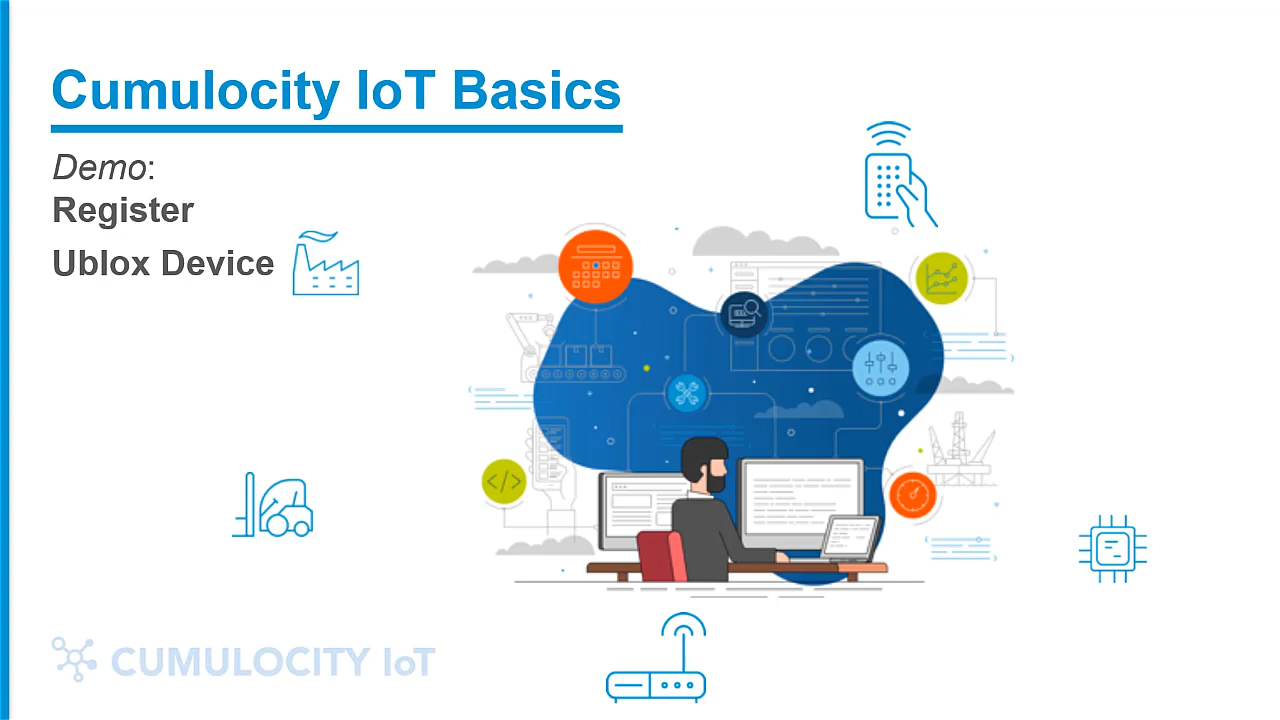 Cumulocity IoT Basics
Demo:
Register
Ublox Device
</>
CUMULOCITY IoT